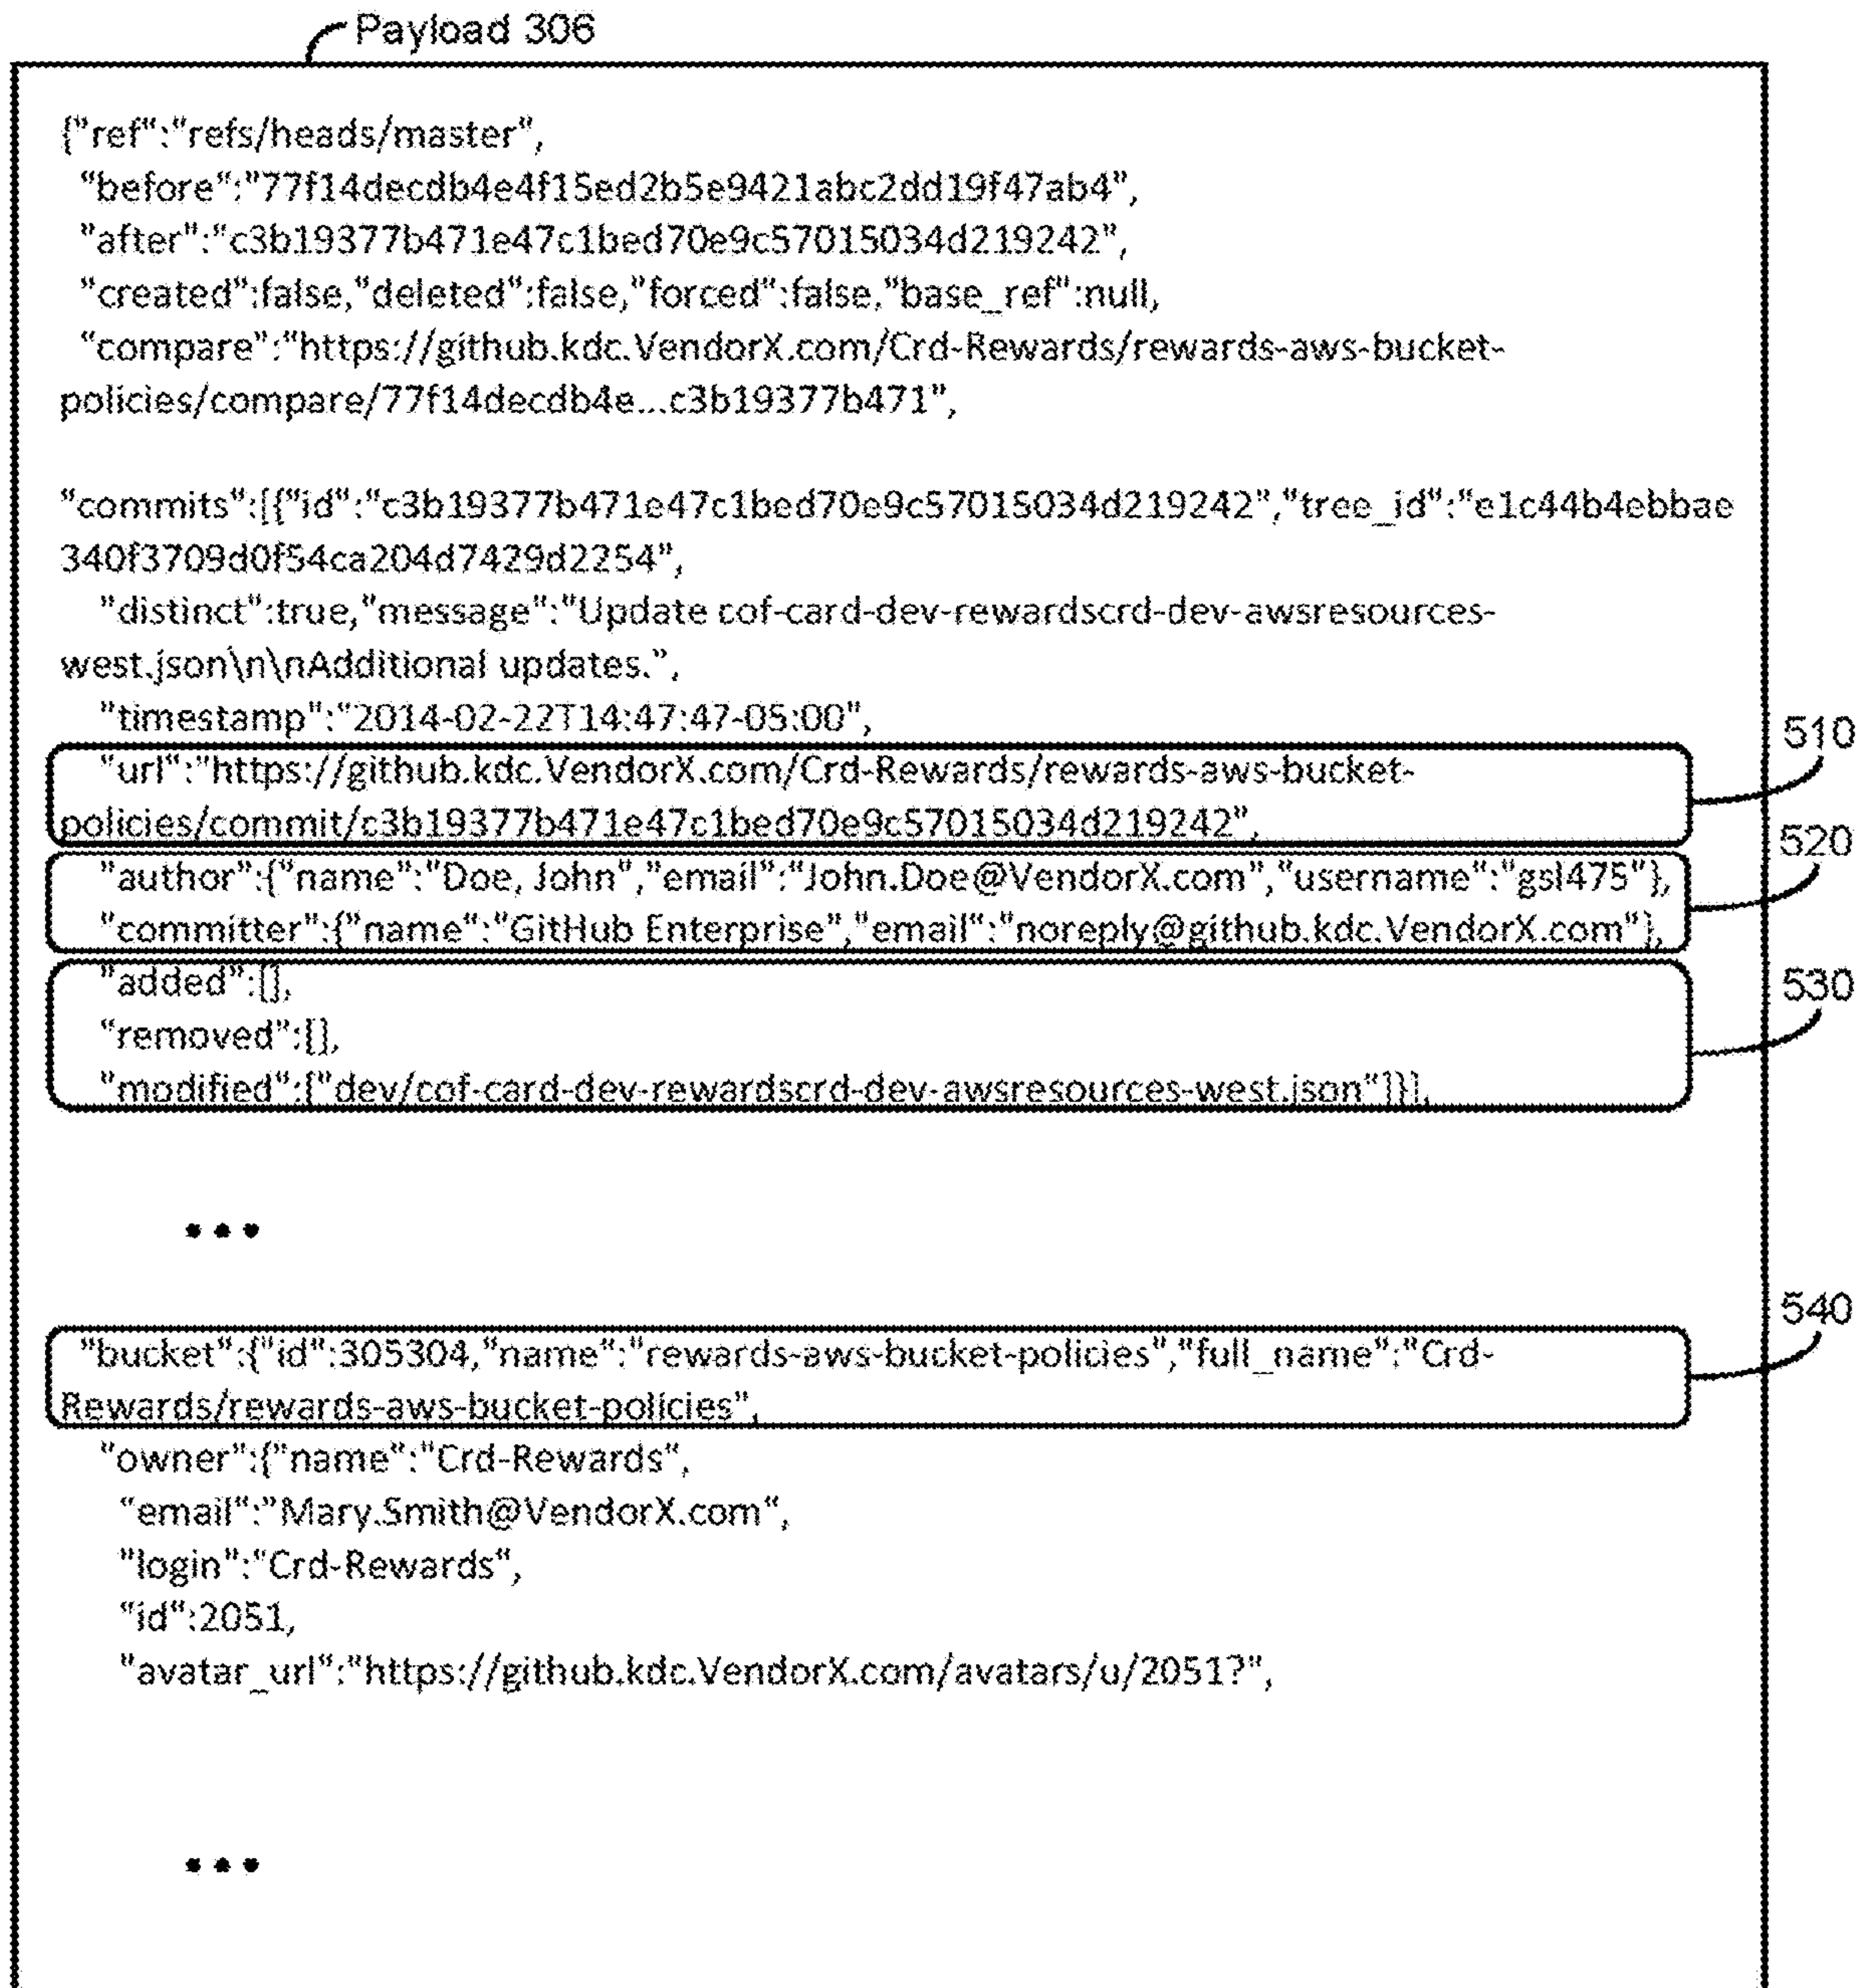 Payload 306
{"ref":"refs/heads/master",
"before":"77f14decdb4e4f15ed2b5e9421abc2dd19f47ab4",
"after":"c3b19377b471e47c1bed70e9c57015034d219242",
"created":false,"deleted":false,"forced":false,"base_ref":null,
"compare":"https://github.kdc.VendorX.com/Crd-Rewards/rewards-aws-bucket-
policies/compare/77f14decdb4e...c3b19377b471",
"commits":[{"id":"c3b19377b471e47c1bed70e9c57015034d219242","tree_id":"e1c44b4ebbae
340f3709d0f54ca204d7429d2254",
"distinct":true,"message":"Update cof-card-dev-rewardscrd-dev-awsresources-
west.json\n\nAdditional updates.",
"timestamp":"2014-02-22T14:47:47-05:00",
510
"url":"https://github.kdc.VendorX.com/Crd-Rewards/rewards-aws-bucket-
policies/commit/c3b19377b471e47c1bed70e9c57015034d219242",
520
"author":{"name":"Doe, John","email":"John.Doe@VendorX.com","username":"gsl475"},
"committer":{"name":"GitHub Enterprise","email":"noreply@github.kdc.VendorX.com"},
530
"added":[],
"removed":[],
"modified":["dev/cof-card-dev-rewardscrd-dev-awsresources-west.json"]}],
...
540
"bucket":{"id":305304,"name":"rewards-aws-bucket-policies","full_name":"Crd-
Rewards/rewards-aws-bucket-policies",
"owner":{"name":"Crd-Rewards",
"email":"Mary.Smith@VendorX.com",
"login":"Crd-Rewards",
"id":2051,
"avatar_url":"https://github.kdc.VendorX.com/avatars/u/2051?",
...